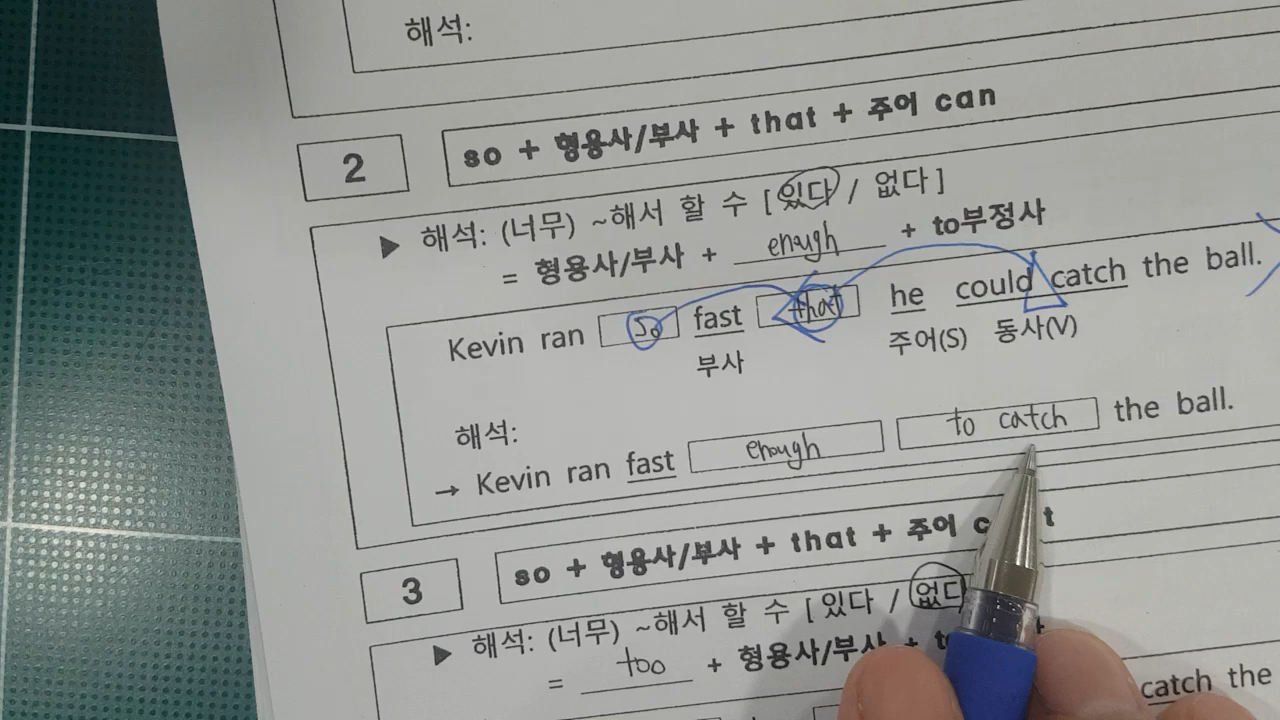 해석:
2 so + 형용사/부사 + that + 주어 can
▶ 해석: (너무) ~해서 할 수 [있다 / 없다]
= 형용사/부사 + enough + to부정사
Kevin ran so fast that he could catch the ball.
부사 주어(S) 동사(V)
해석:
→ Kevin ran fast enough to catch the ball.
3 so + 형용사/부사 + that + 주어
▶ 해석: (너무) ~해서 할 수 [있다 / 없다
= too + 형용사/부사 +
catch the